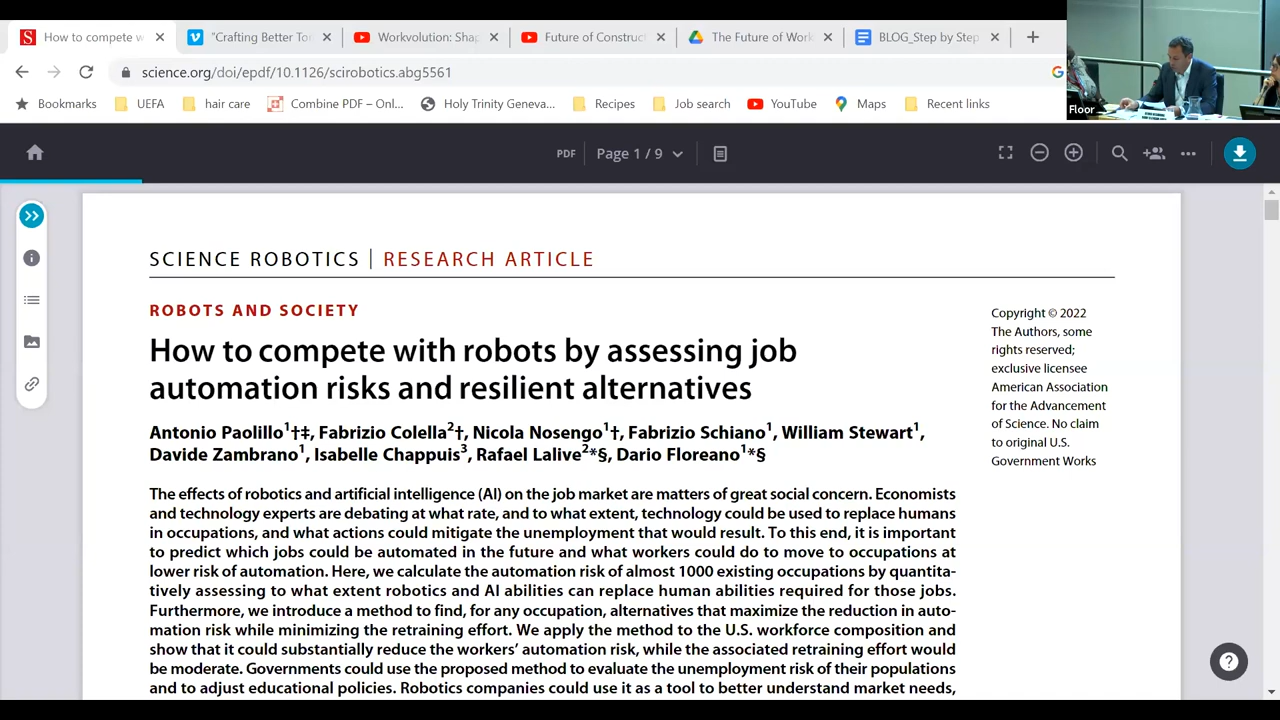 How to compete w
"Crafting Better To
Workvolution: Shap
Future of Construc
The Future of Work
BLOG_Step by Step
science.org/doi/epdf/10.1126/scirobotics.abg5561
Bookmarks
UEFA
hair care
Combine PDF – Onl...
Holy Trinity Geneva...
Recipes
Job search
YouTube
Maps
Recent links
Floor
PDF
Page 1 / 9
SCIENCE ROBOTICS | RESEARCH ARTICLE
ROBOTS AND SOCIETY
How to compete with robots by assessing job
automation risks and resilient alternatives
Antonio Paolillo1†‡, Fabrizio Colella2†, Nicola Nosengo1†, Fabrizio Schiano1, William Stewart1,
Davide Zambrano1, Isabelle Chappuis3, Rafael Lalive2*§, Dario Floreano1*§
The effects of robotics and artificial intelligence (AI) on the job market are matters of great social concern. Economists
and technology experts are debating at what rate, and to what extent, technology could be used to replace humans
in occupations, and what actions could mitigate the unemployment that would result. To this end, it is important
to predict which jobs could be automated in the future and what workers could do to move to occupations at
lower risk of automation. Here, we calculate the automation risk of almost 1000 existing occupations by quantita-
tively assessing to what extent robotics and AI abilities can replace human abilities required for those jobs.
Furthermore, we introduce a method to find, for any occupation, alternatives that maximize the reduction in auto-
mation risk while minimizing the retraining effort. We apply the method to the U.S. workforce composition and
show that it could substantially reduce the workers' automation risk, while the associated retraining effort would
be moderate. Governments could use the proposed method to evaluate the unemployment risk of their populations
and to adjust educational policies. Robotics companies could use it as a tool to better understand market needs,
Copyright © 2022
The Authors, some
rights reserved;
exclusive licensee
American Association
for the Advancement
of Science. No claim
to original U.S.
Government Works